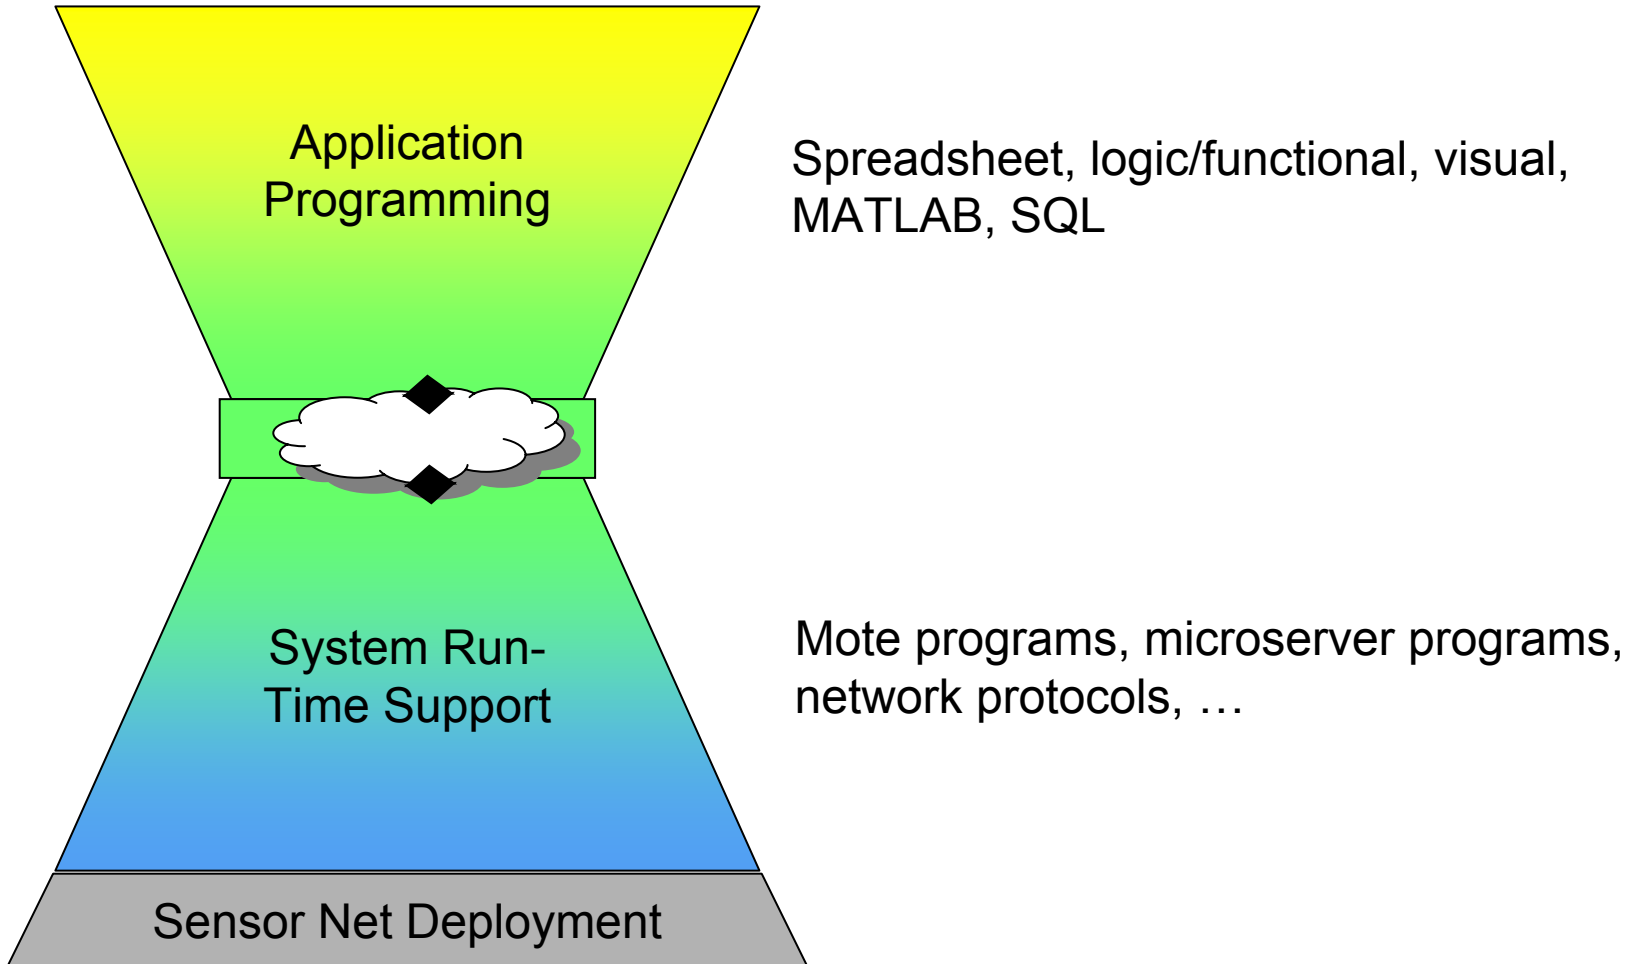 Application
Programming
Spreadsheet, logic/functional, visual,
MATLAB, SQL
System Run-
Time Support
Mote programs, microserver programs,
network protocols, …
Sensor Net Deployment